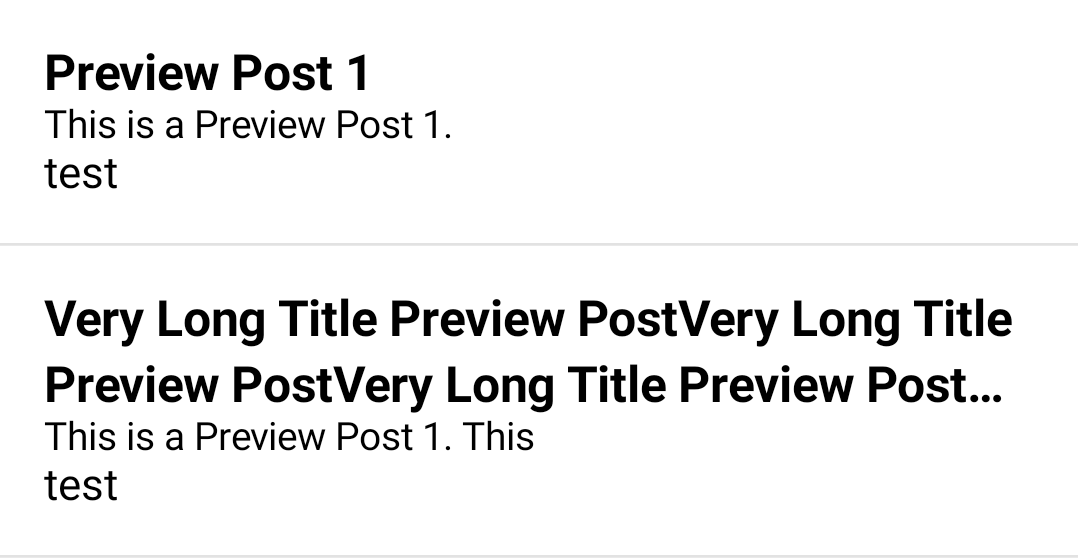 Preview Post 1
This is a Preview Post 1.
test
Very Long Title Preview PostVery Long Title
Preview PostVery Long Title Preview Post...
This is a Preview Post 1. This
test